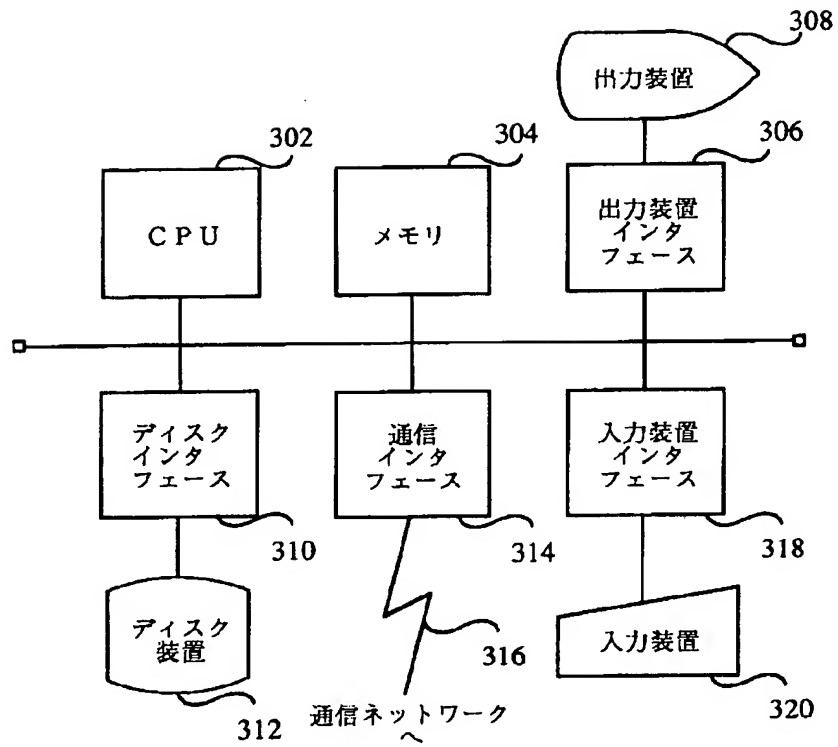 308
出力装置
302
304
306
CPU
メモリ
出力装置
インタ
フェース
ディスク
インタ
フェース
通信
インタ
フェース
入力装置
インタ
フェース
310
314
318
ディスク
装置
316
入力装置
312
通信ネットワーク
へ
320